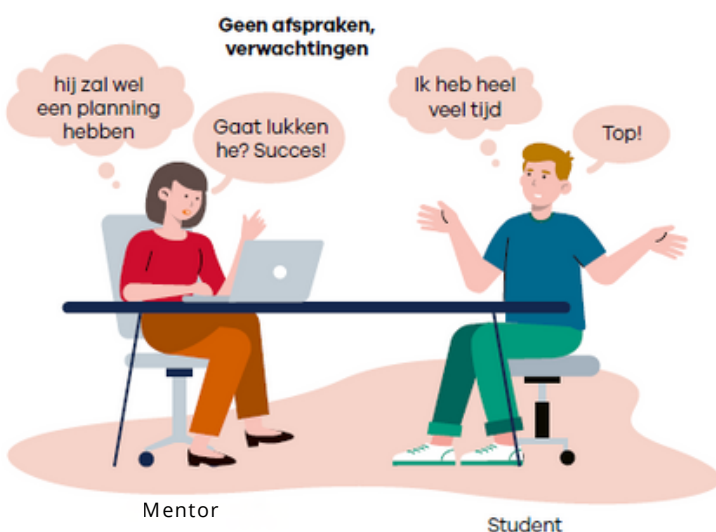 Geen afspraken,
verwachtingen
hij zal wel
een planning
hebben
Gaat lukken
he? Succes!
Ik heb heel
veel tijd
Top!
Mentor
Student